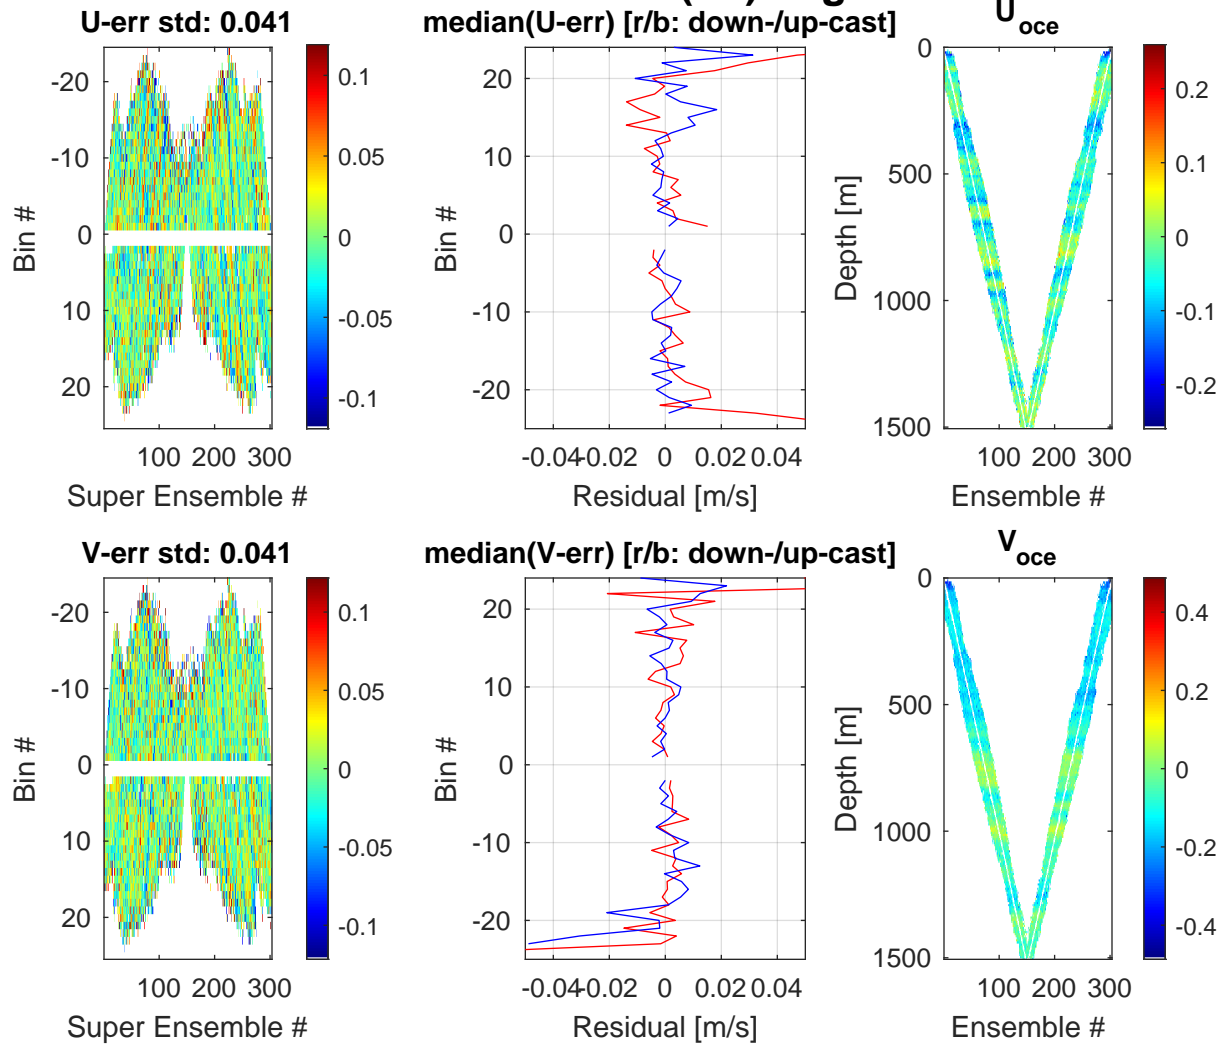 U-err std: 0.041
median(U-err) [r/b: down-/up-cast]
U_oce
-20
-10
0
10
20
Bin #
100 200 300
Super Ensemble #
0.1
0.05
0
-0.05
-0.1
20
10
0
-10
-20
Bin #
-0.04 -0.02 0 0.02 0.04
Residual [m/s]
0
500
1000
1500
Depth [m]
Ensemble #
100 200 300
0.2
0.1
0
-0.1
-0.2
V-err std: 0.041
median(V-err) [r/b: down-/up-cast]
V_oce
-20
-10
0
10
20
Bin #
100 200 300
Super Ensemble #
0.1
0.05
0
-0.05
-0.1
20
10
0
-10
-20
Bin #
-0.04 -0.02 0 0.02 0.04
Residual [m/s]
0
500
1000
1500
Depth [m]
100 200 300
Ensemble #
0.4
0.2
0
-0.2
-0.4